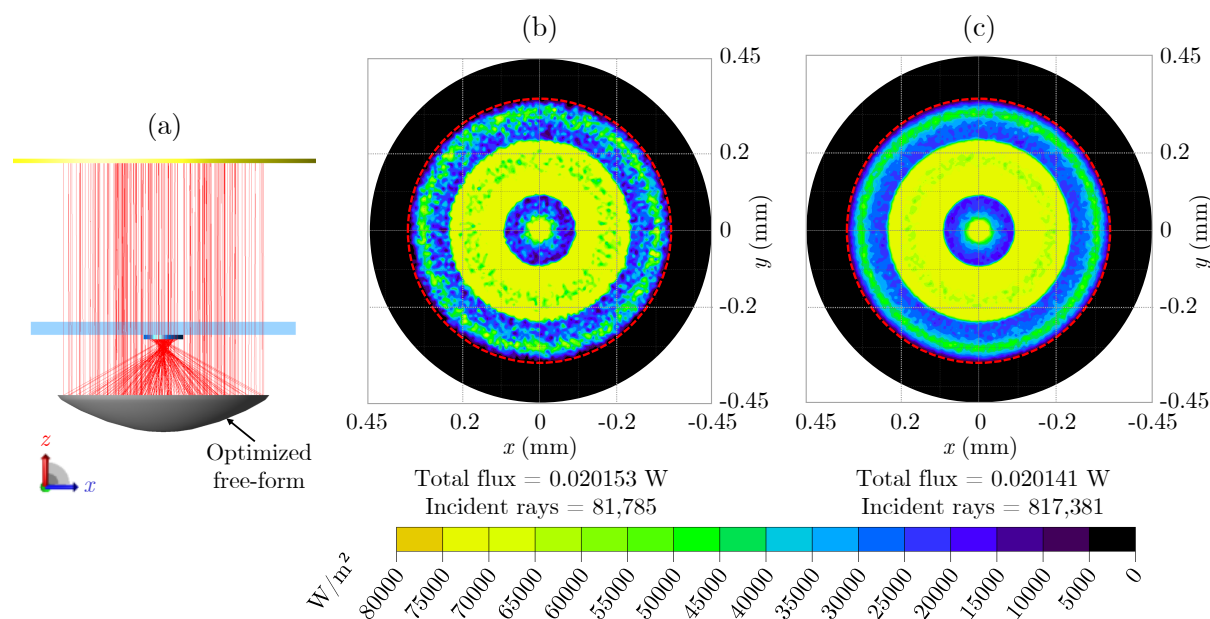 (a)
z
x
Optimized
free-form
(b)
0.45
0.2
0
-0.2
-0.45
y (mm)
0.45
0.2
0
-0.2
-0.45
x (mm)
Total flux = 0.020153 W
Incident rays = 81,785
(c)
0.45
0.2
0
-0.2
-0.45
y (mm)
0.45
0.2
0
-0.2
-0.45
x (mm)
Total flux = 0.020141 W
Incident rays = 817,381
W/m²
80000
75000
70000
65000
60000
55000
50000
45000
40000
35000
30000
25000
20000
15000
10000
5000
0